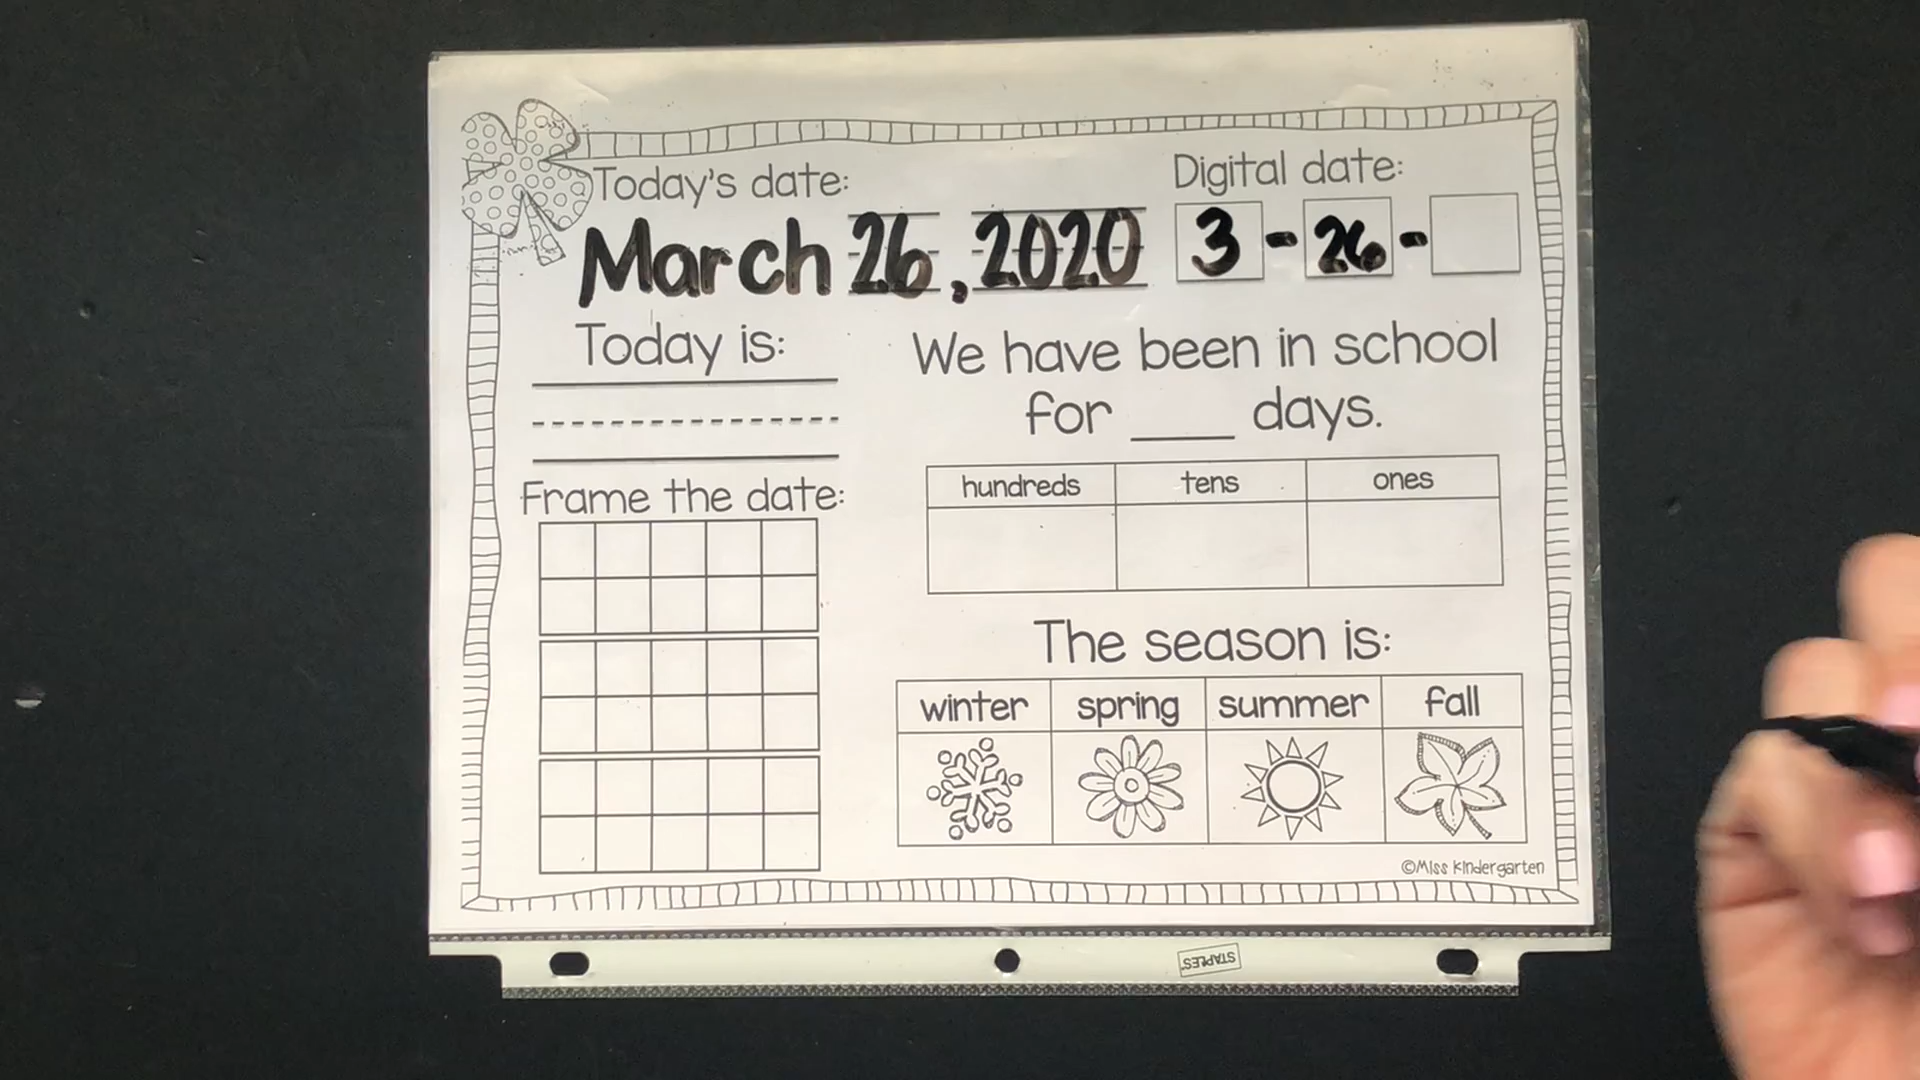 Today's date:
March 26, 2020
Digital date:
3 - 26 -
Today is:
We have been in school
for ____ days.
Frame the date:
hundreds tens ones
The season is:
winter spring summer fall
©Miss Kindergarten
STAPLES